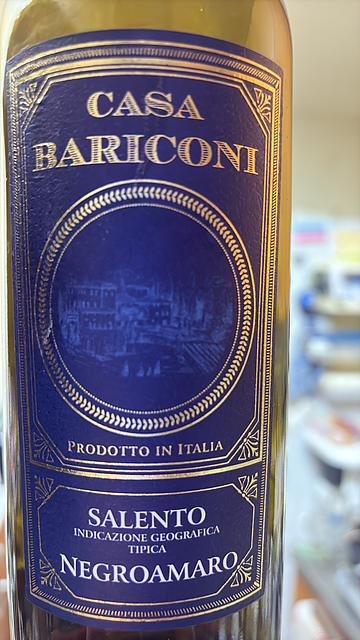 CASA
BARICONI
PRODOTTO IN ITALIA
SALENTO
INDICAZIONE GEOGRAFICA
TIPICA
NEGROAMARO